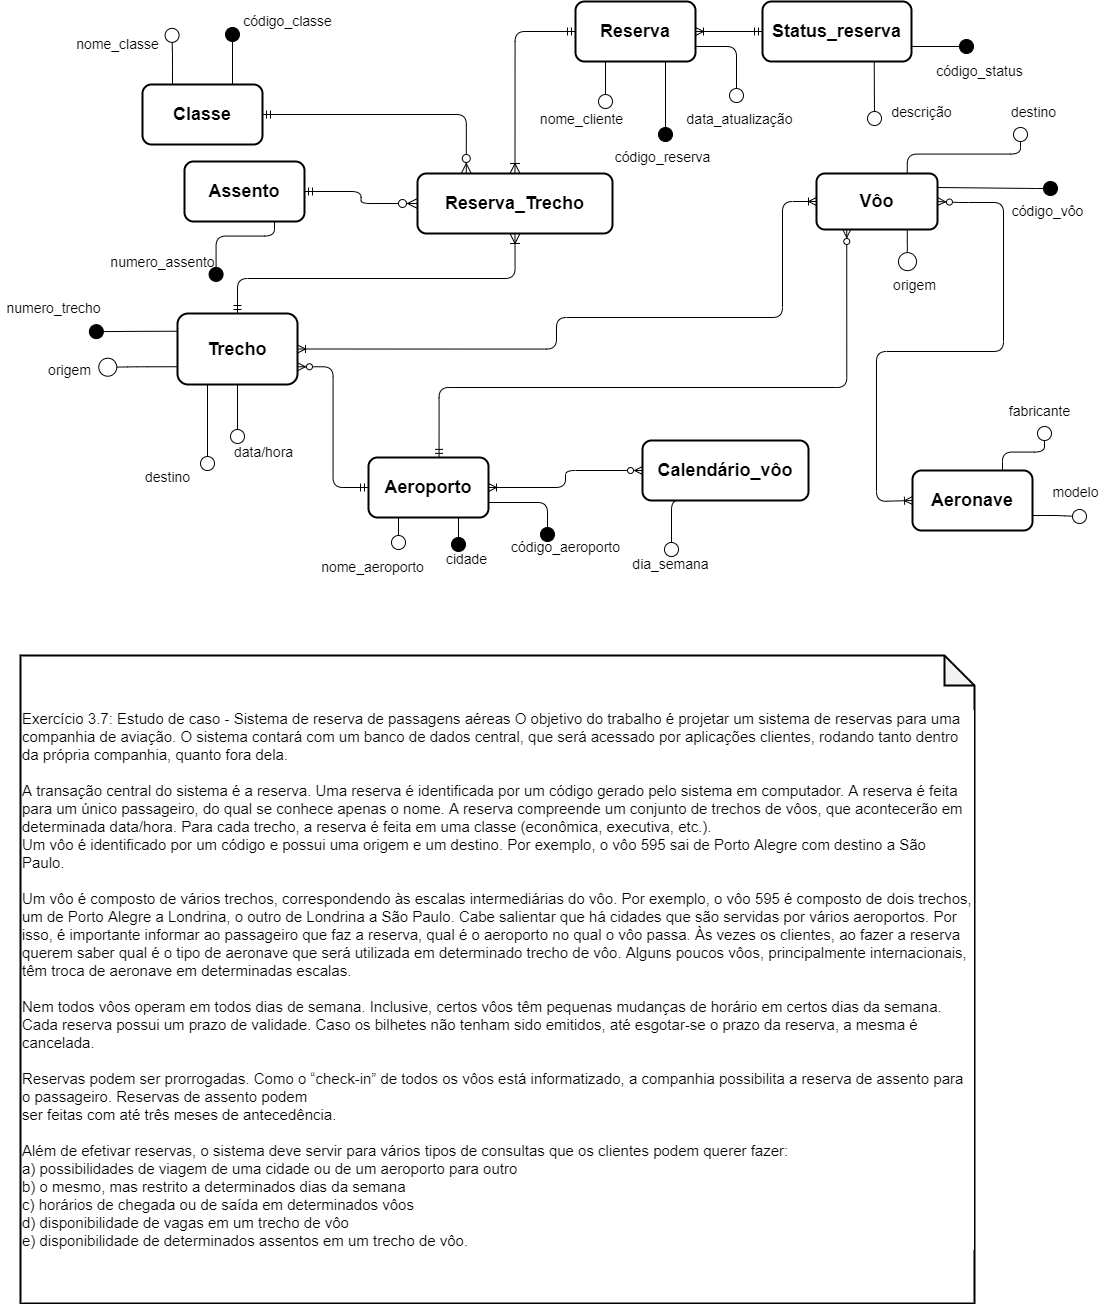 código_classe
nome_classe
Classe
Reserva
Status_reserva
código_status
nome_cliente
data_atualização
descrição
destino
código_reserva
Assento
Reserva_Trecho
Vôo
código_vôo
numero_assento
origem
numero_trecho
Trecho
origem
data/hora
destino
fabricante
Aeroporto
Calendário_vôo
Aeronave
modelo
nome_aeroporto
cidade
código_aeroporto
dia_semana
Exercício 3.7: Estudo de caso - Sistema de reserva de passagens aéreas O objetivo do trabalho é projetar um sistema de reservas para uma
companhia de aviação. O sistema contará com um banco de dados central, que será acessado por aplicações clientes, rodando tanto dentro
da própria companhia, quanto fora dela.
A transação central do sistema é a reserva. Uma reserva é identificada por um código gerado pelo sistema em computador. A reserva é feita
para um único passageiro, do qual se conhece apenas o nome. A reserva compreende um conjunto de trechos de vôos, que acontecerão em
determinada data/hora. Para cada trecho, a reserva é feita em uma classe (econômica, executiva, etc.).
Um vôo é identificado por um código e possui uma origem e um destino. Por exemplo, o vôo 595 sai de Porto Alegre com destino a São
Paulo.
Um vôo é composto de vários trechos, correspondendo às escalas intermediárias do vôo. Por exemplo, o vôo 595 é composto de dois trechos,
um de Porto Alegre a Londrina, o outro de Londrina a São Paulo. Cabe salientar que há cidades que são servidas por vários aeroportos. Por
isso, é importante informar ao passageiro que faz a reserva, qual é o aeroporto no qual o vôo passa. Às vezes os clientes, ao fazer a reserva
querem saber qual é o tipo de aeronave que será utilizada em determinado trecho de vôo. Alguns poucos vôos, principalmente internacionais,
têm troca de aeronave em determinadas escalas.
Nem todos vôos operam em todos dias de semana. Inclusive, certos vôos têm pequenas mudanças de horário em certos dias da semana.
Cada reserva possui um prazo de validade. Caso os bilhetes não tenham sido emitidos, até esgotar-se o prazo da reserva, a mesma é
cancelada.
Reservas podem ser prorrogadas. Como o “check-in” de todos os vôos está informatizado, a companhia possibilita a reserva de assento para
o passageiro. Reservas de assento podem
ser feitas com até três meses de antecedência.
Além de efetivar reservas, o sistema deve servir para vários tipos de consultas que os clientes podem querer fazer:
a) possibilidades de viagem de uma cidade ou de um aeroporto para outro
b) o mesmo, mas restrito a determinados dias da semana
c) horários de chegada ou de saída em determinados vôos
d) disponibilidade de vagas em um trecho de vôo
e) disponibilidade de determinados assentos em um trecho de vôo.